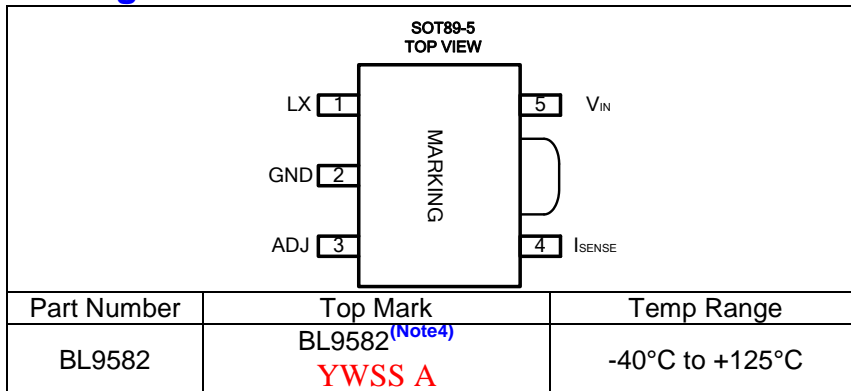 SOT89-5
TOP VIEW
LX 1
5 VIN
MARKING
GND 2
ADJ 3
4 ISENSE
Part Number Top Mark Temp Range
BL9582 BL9582(Note4) -40°C to +125°C
YWSS A